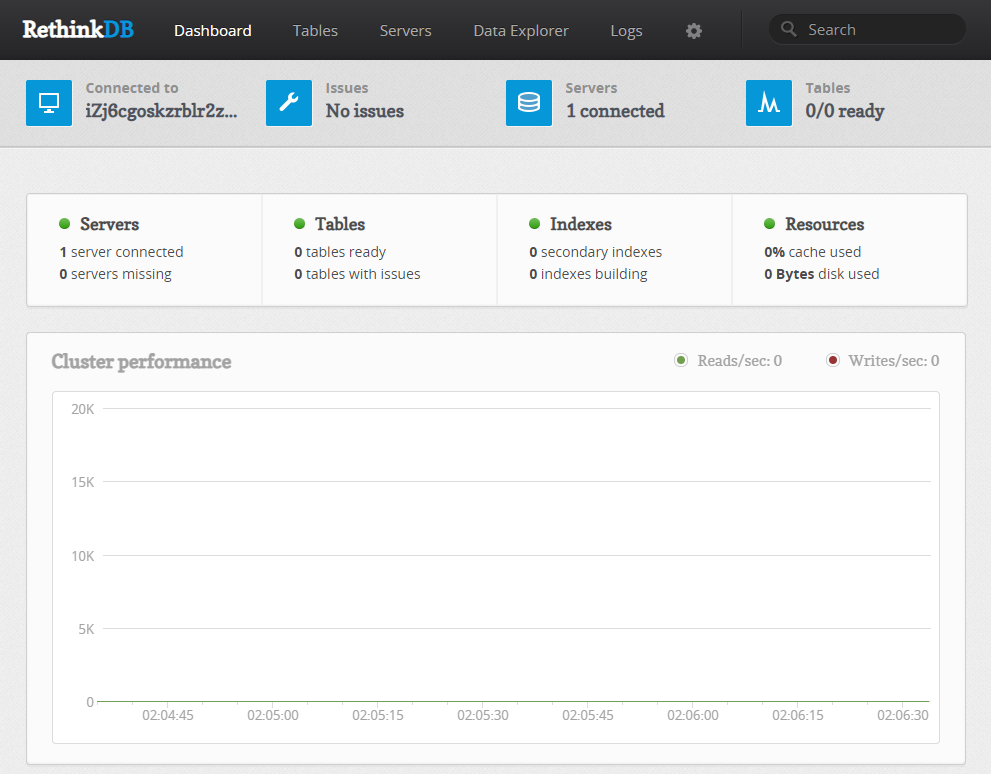 RethinkDB Dashboard Tables Servers Data Explorer Logs Search
Connected to Issues Servers Tables
iZj6cgoskzrblr2z... No issues 1 connected 0/0 ready
Servers Tables Indexes Resources
1 server connected 0 tables ready 0 secondary indexes 0% cache used
0 servers missing 0 tables with issues 0 indexes building 0 Bytes disk used
Cluster performance Reads/sec: 0 Writes/sec: 0
20K
15K
10K
5K
0
02:04:45 02:05:00 02:05:15 02:05:30 02:05:45 02:06:00 02:06:15 02:06:30